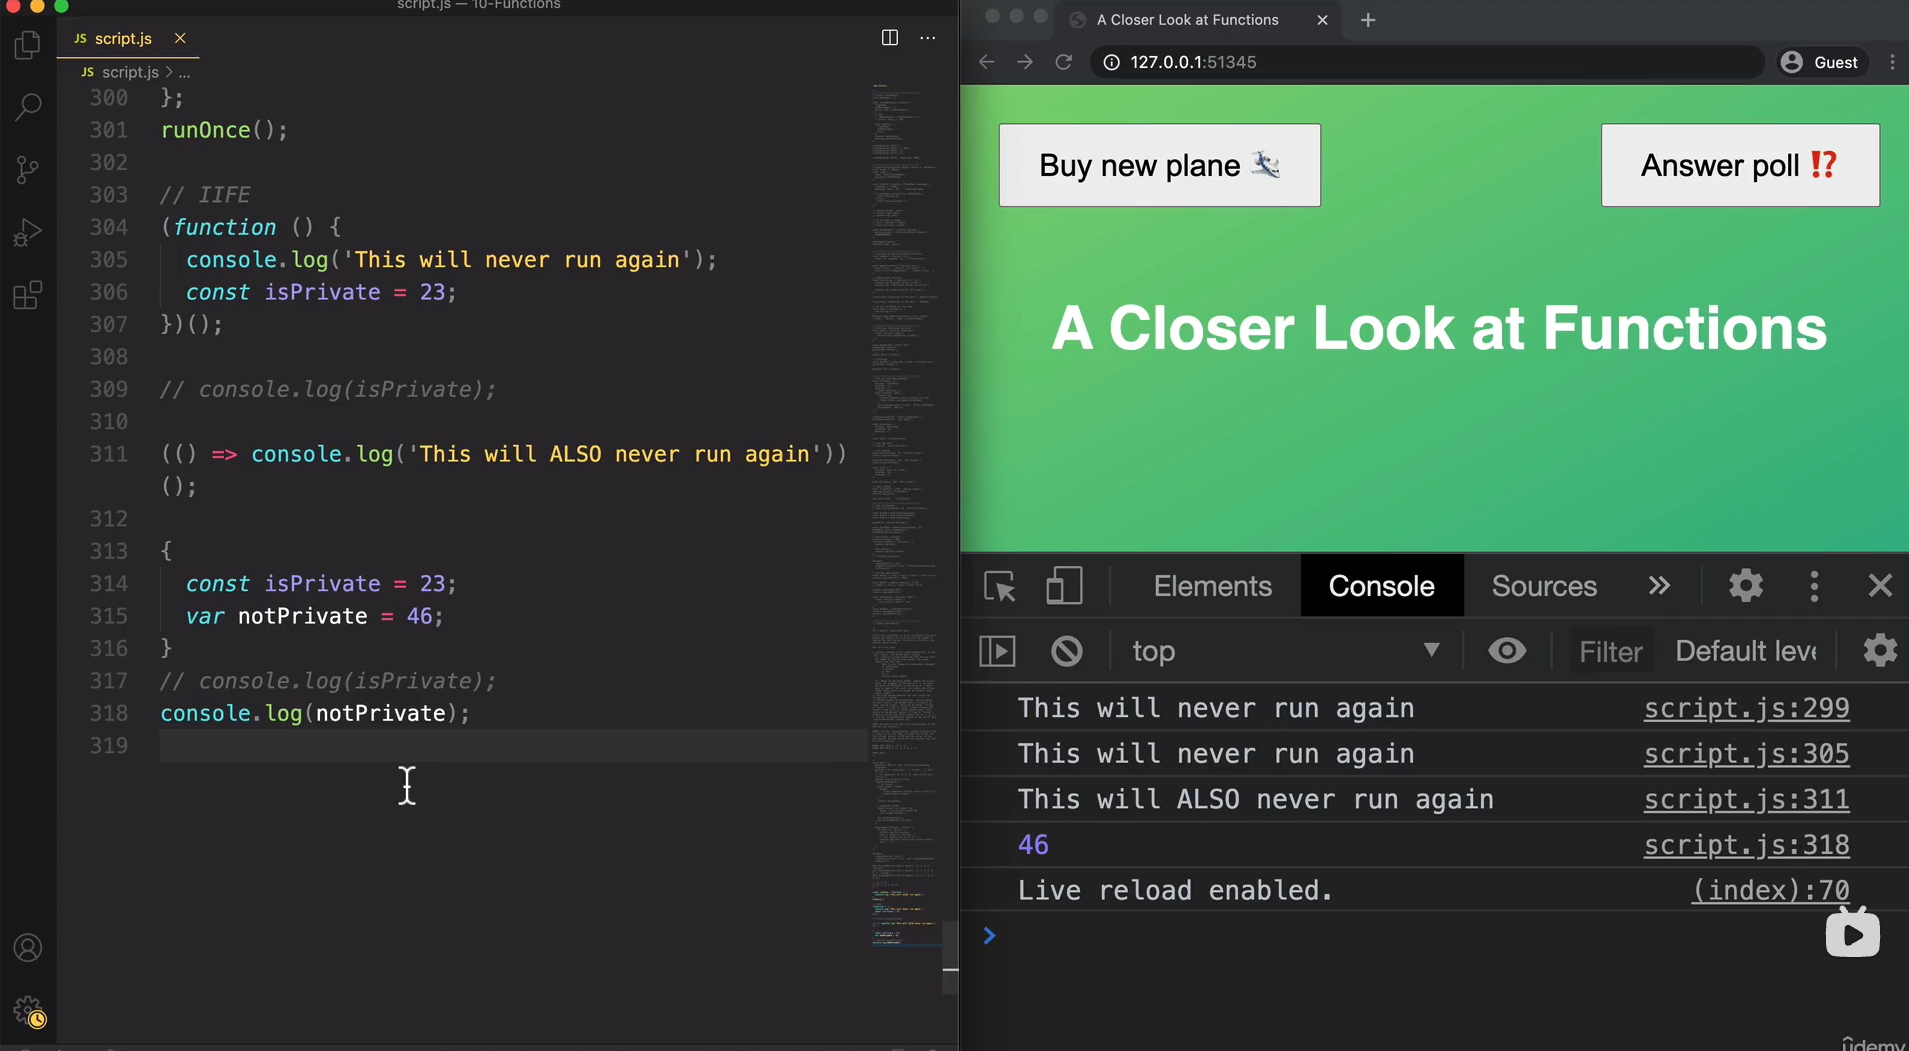 script.js — 10-Functions
JS script.js
JS script.js > ...
300 };
301 runOnce();
302
303 // IIFE
304 (function () {
305 console.log('This will never run again');
306 const isPrivate = 23;
307 })();
308
309 // console.log(isPrivate);
310
311 (() => console.log('This will ALSO never run again'))
();
312
313 {
314 const isPrivate = 23;
315 var notPrivate = 46;
316 }
317 // console.log(isPrivate);
318 console.log(notPrivate);
319
A Closer Look at Functions
127.0.0.1:51345
Guest
Buy new plane 🛩
Answer poll ⁉️
A Closer Look at Functions
Elements Console Sources »
top Filter Default leve
This will never run again script.js:299
This will never run again script.js:305
This will ALSO never run again script.js:311
46 script.js:318
Live reload enabled. (index):70
>
ûdemy